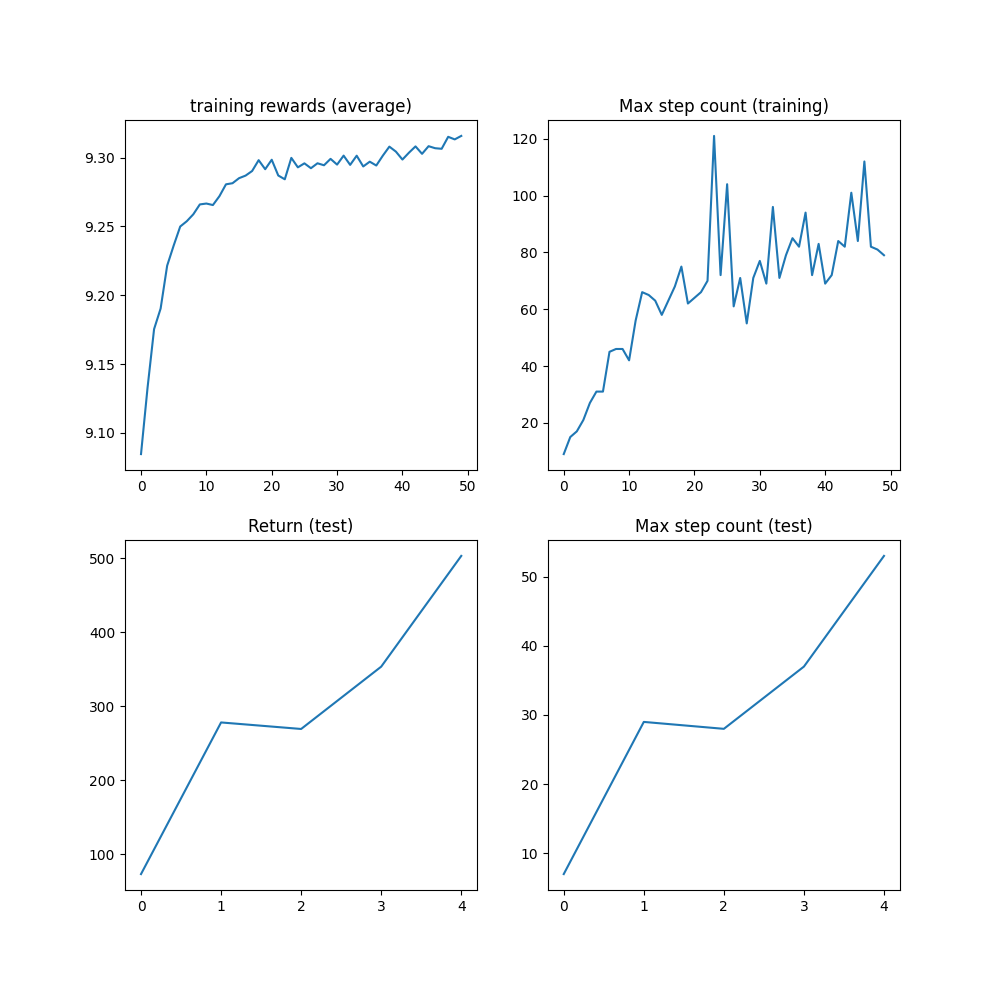 training rewards (average)
9.30
9.25
9.20
9.15
9.10
0 10 20 30 40 50
Max step count (training)
120
100
80
60
40
20
0 10 20 30 40 50
Return (test)
500
400
300
200
100
0 1 2 3 4
Max step count (test)
50
40
30
20
10
0 1 2 3 4